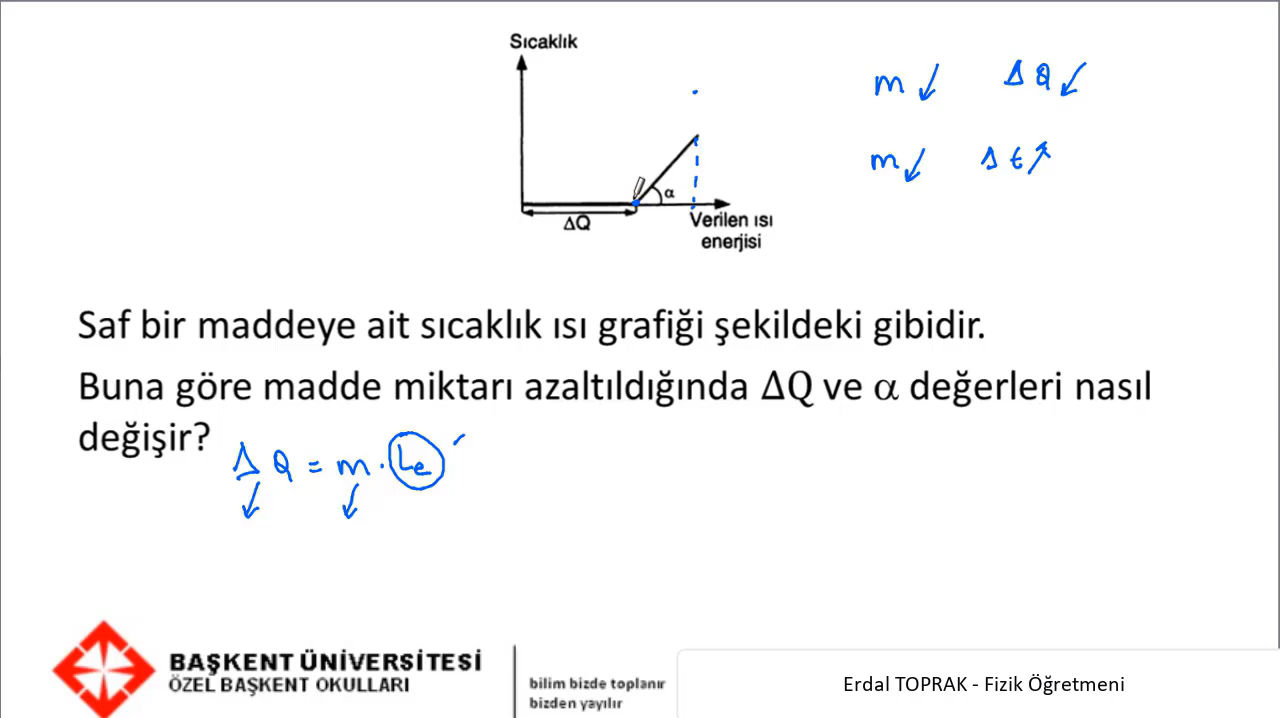 Sıcaklık
m↓ ΔQ↓
m↓ Δt↗
α
ΔQ
Verilen ısı
enerjisi
Saf bir maddeye ait sıcaklık ısı grafiği şekildeki gibidir.
Buna göre madde miktarı azaltıldığında ΔQ ve α değerleri nasıl
değişir?
ΔQ = m . Le
BAŞKENT ÜNİVERSİTESİ
ÖZEL BAŞKENT OKULLARI
bilim bizde toplanır
bizden yayılır
Erdal TOPRAK - Fizik Öğretmeni